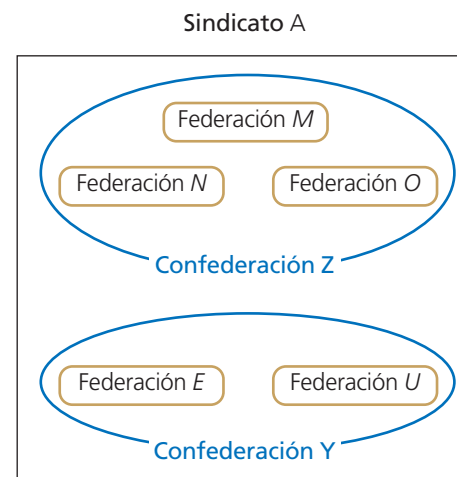 Sindicato A
Federación M
Federación N
Federación O
Confederación Z
Federación E
Federación U
Confederación Y